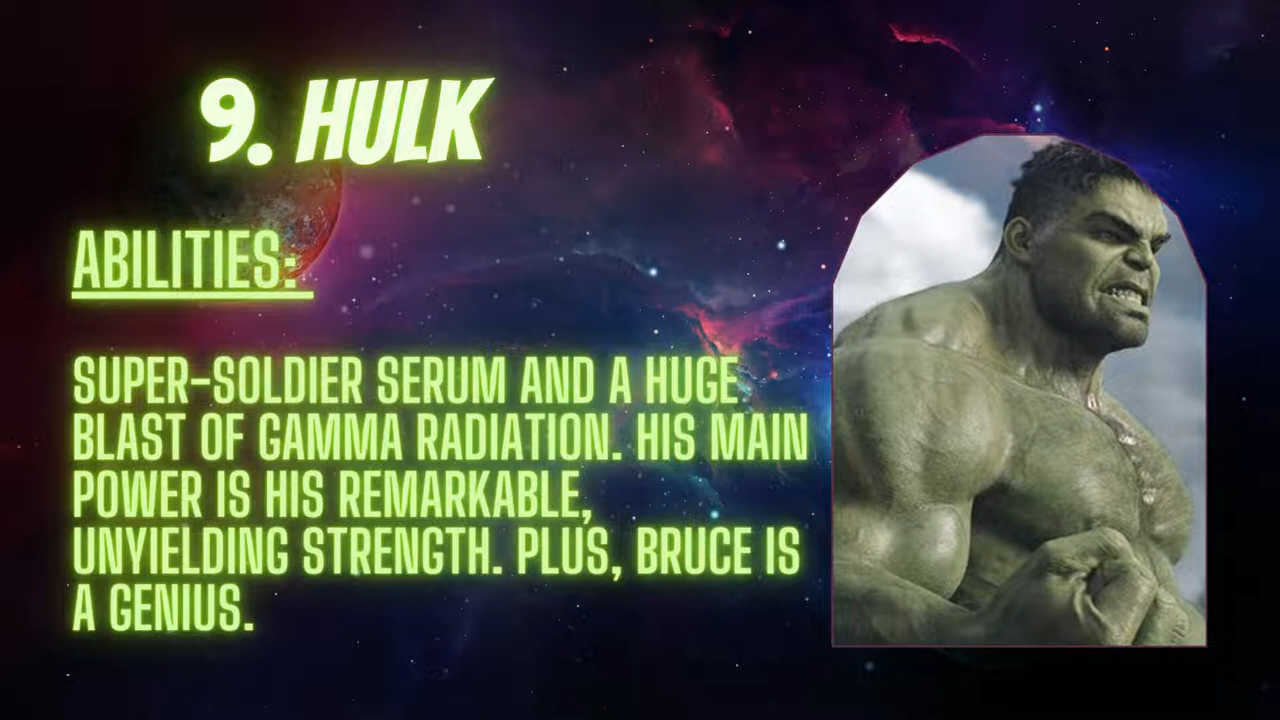 9. HULK
ABILITIES:
SUPER-SOLDIER SERUM AND A HUGE
BLAST OF GAMMA RADIATION. HIS MAIN
POWER IS HIS REMARKABLE,
UNYIELDING STRENGTH. PLUS, BRUCE IS
A GENIUS.